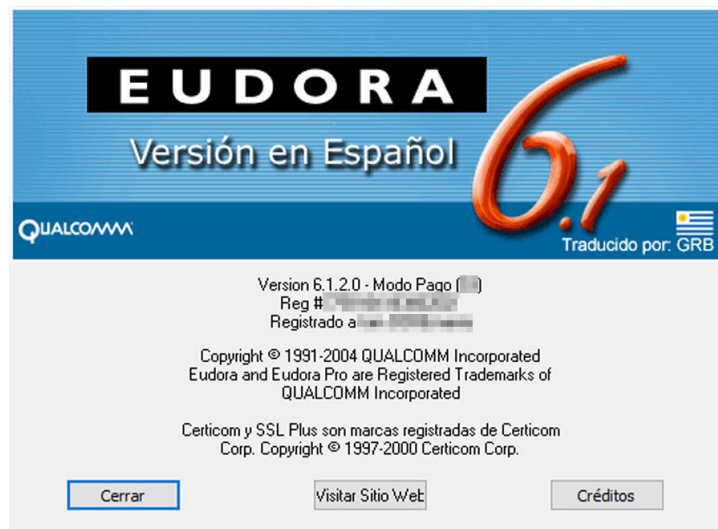 EUDORA
Versión en Español
6.1
QUALCOMM
Traducido por: GRB
Version 6.1.2.0 - Modo Pago (
Reg #
Registrado a
Copyright © 1991-2004 QUALCOMM Incorporated
Eudora and Eudora Pro are Registered Trademarks of
QUALCOMM Incorporated
Certicom y SSL Plus son marcas registradas de Certicom
Corp. Copyright © 1997-2000 Certicom Corp.
Cerrar
Visitar Sitio Web
Créditos